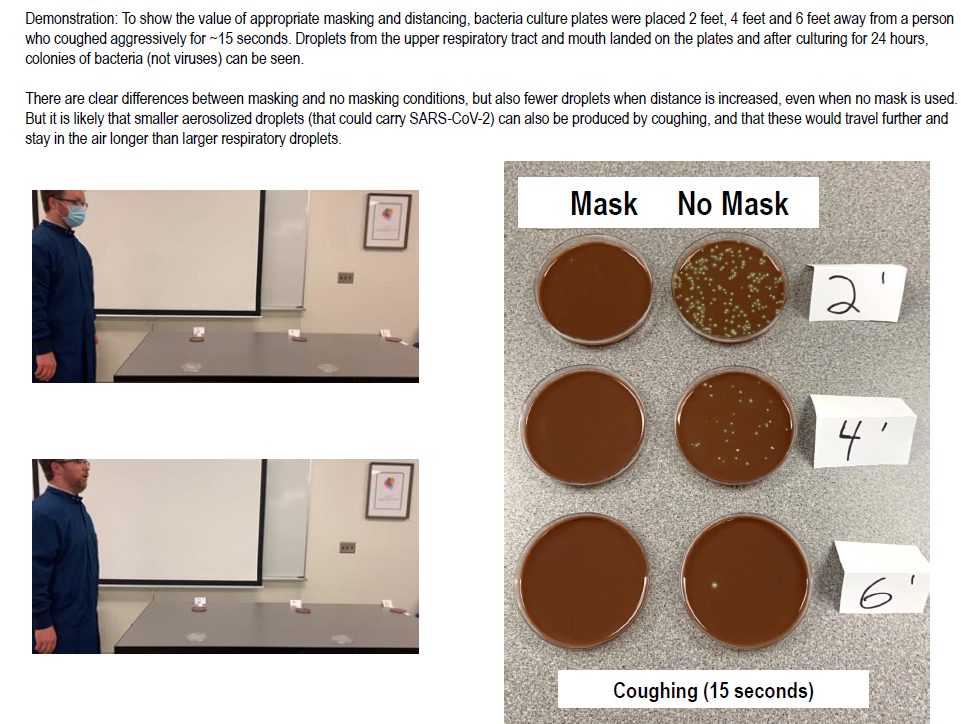 Demonstration: To show the value of appropriate masking and distancing, bacteria culture plates were placed 2 feet, 4 feet and 6 feet away from a person
who coughed aggressively for ~15 seconds. Droplets from the upper respiratory tract and mouth landed on the plates and after culturing for 24 hours,
colonies of bacteria (not viruses) can be seen.
There are clear differences between masking and no masking conditions, but also fewer droplets when distance is increased, even when no mask is used.
But it is likely that smaller aerosolized droplets (that could carry SARS-CoV-2) can also be produced by coughing, and that these would travel further and
stay in the air longer than larger respiratory droplets.
Mask No Mask
2'
4'
6'
Coughing (15 seconds)